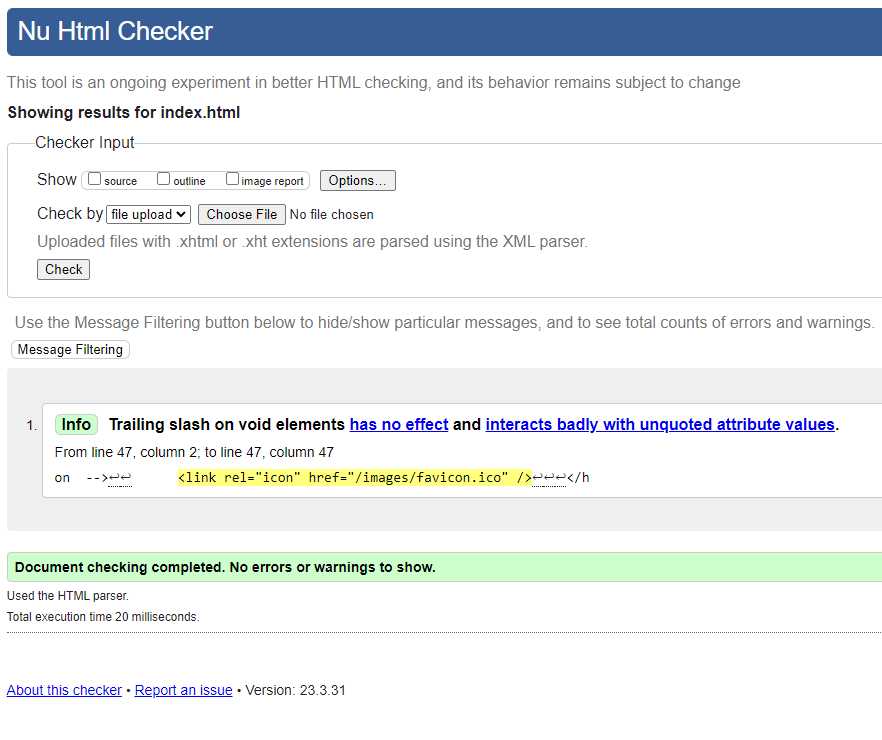 Nu Html Checker
This tool is an ongoing experiment in better HTML checking, and its behavior remains subject to change
Showing results for index.html
Checker Input
Show source outline image report Options...
Check by file upload Choose File No file chosen
Uploaded files with .xhtml or .xht extensions are parsed using the XML parser.
Check
Use the Message Filtering button below to hide/show particular messages, and to see total counts of errors and warnings.
Message Filtering
1. Info Trailing slash on void elements has no effect and interacts badly with unquoted attribute values.
From line 47, column 2; to line 47, column 47
on -->↩↩ <link rel="icon" href="/images/favicon.ico" />↩↩↩</h
Document checking completed. No errors or warnings to show.
Used the HTML parser.
Total execution time 20 milliseconds.
About this checker • Report an issue • Version: 23.3.31